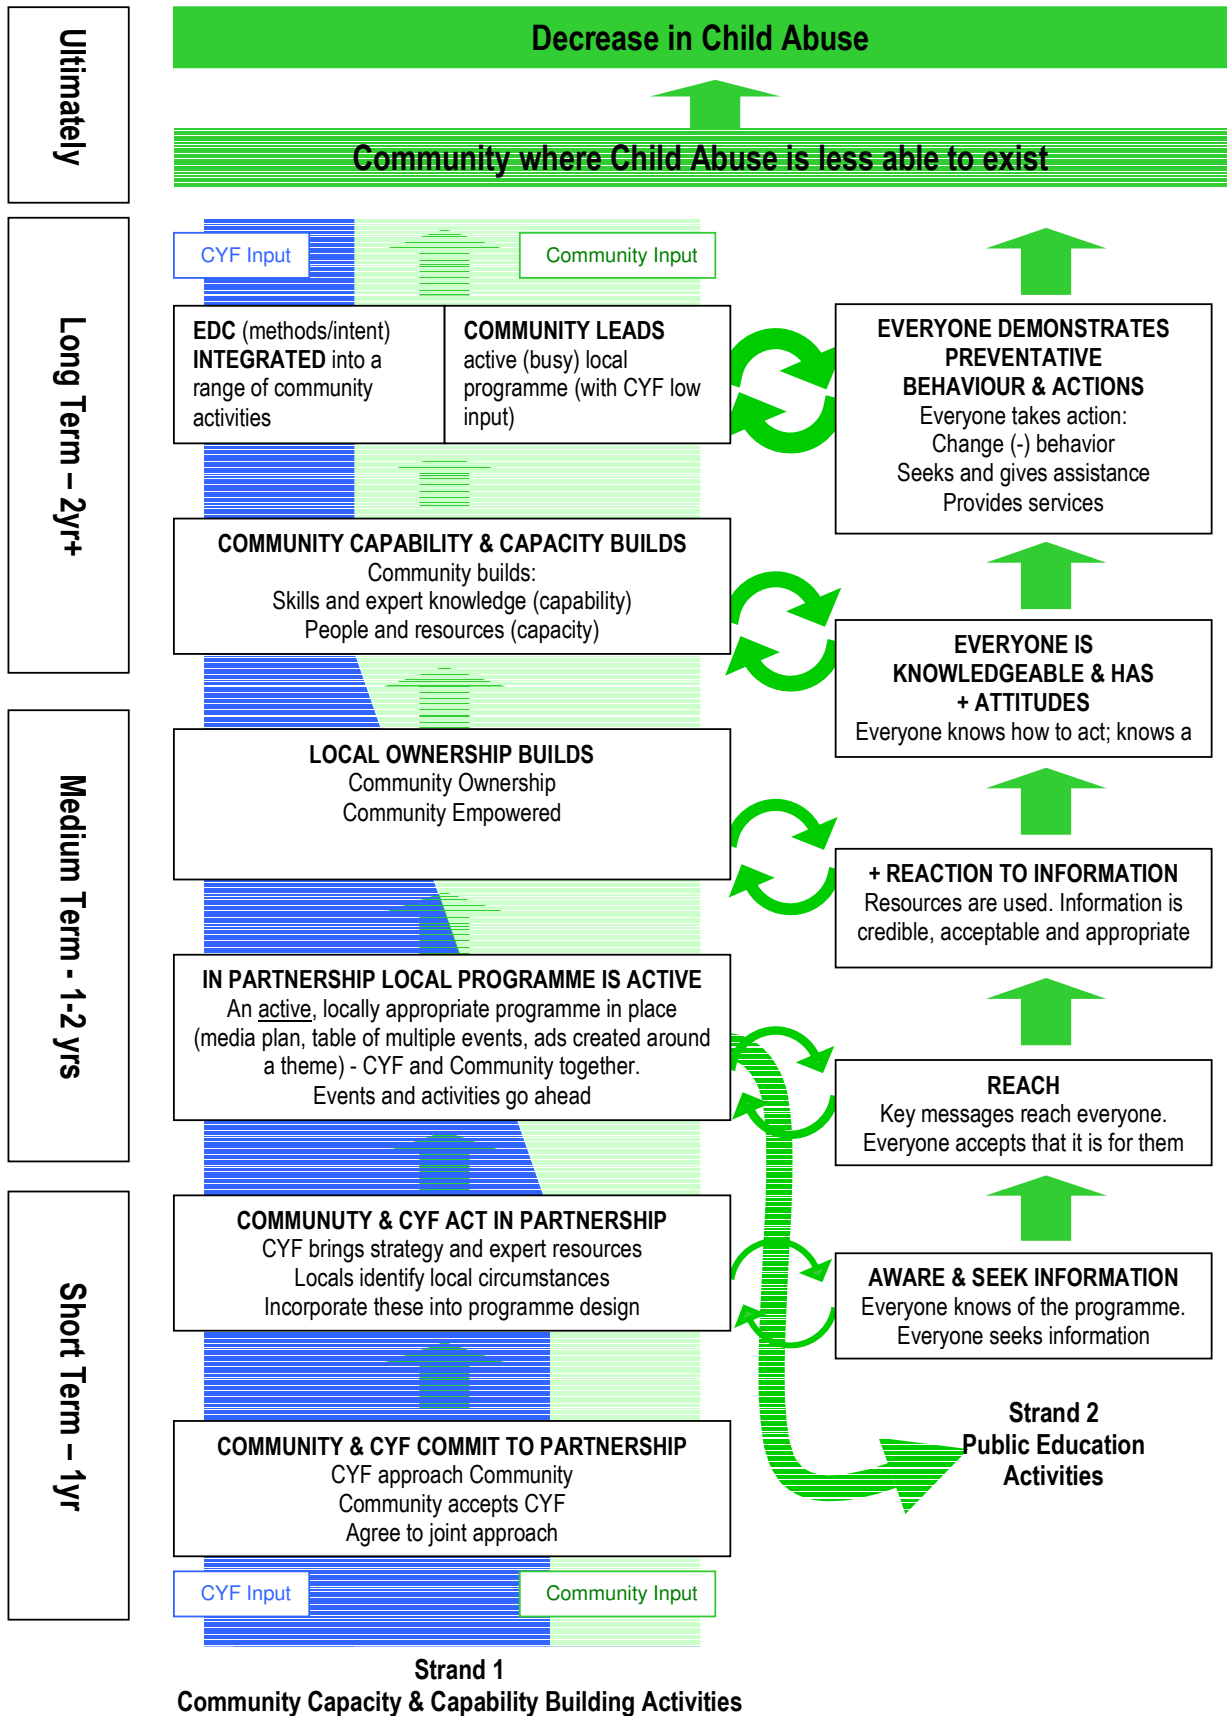 Ultimately
Decrease in Child Abuse
Community where Child Abuse is less able to exist
Long Term – 2yr+
CYF Input
Community Input
EDC (methods/intent)
INTEGRATED into a
range of community
activities
COMMUNITY LEADS
active (busy) local
programme (with CYF low
input)
EVERYONE DEMONSTRATES
PREVENTATIVE
BEHAVIOUR & ACTIONS
Everyone takes action:
Change (-) behavior
Seeks and gives assistance
Provides services
COMMUNITY CAPABILITY & CAPACITY BUILDS
Community builds:
Skills and expert knowledge (capability)
People and resources (capacity)
EVERYONE IS
KNOWLEDGEABLE & HAS
+ ATTITUDES
Everyone knows how to act; knows a
Medium Term - 1-2 yrs
LOCAL OWNERSHIP BUILDS
Community Ownership
Community Empowered
+ REACTION TO INFORMATION
Resources are used. Information is
credible, acceptable and appropriate
IN PARTNERSHIP LOCAL PROGRAMME IS ACTIVE
An active, locally appropriate programme in place
(media plan, table of multiple events, ads created around
a theme) - CYF and Community together.
Events and activities go ahead
REACH
Key messages reach everyone.
Everyone accepts that it is for them
Short Term – 1yr
COMMUNUTY & CYF ACT IN PARTNERSHIP
CYF brings strategy and expert resources
Locals identify local circumstances
Incorporate these into programme design
AWARE & SEEK INFORMATION
Everyone knows of the programme.
Everyone seeks information
COMMUNITY & CYF COMMIT TO PARTNERSHIP
CYF approach Community
Community accepts CYF
Agree to joint approach
Strand 2
Public Education
Activities
CYF Input
Community Input
Strand 1
Community Capacity & Capability Building Activities